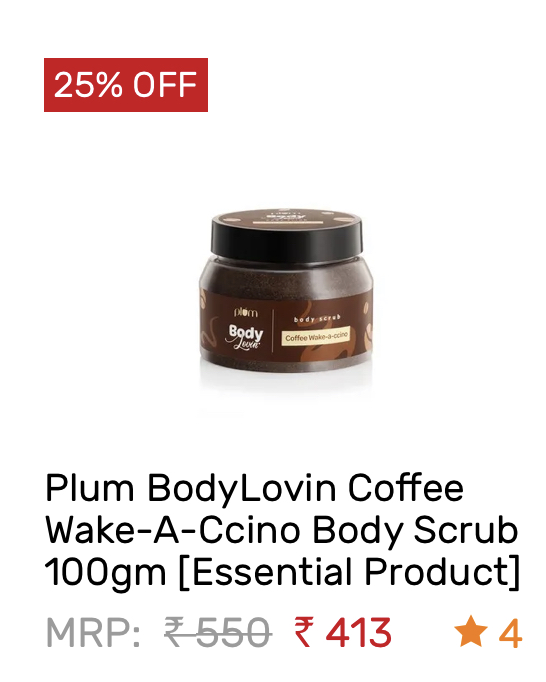 25% OFF
plum
Body
Lovin'
body scrub
Coffee Wake-a-ccino
Plum BodyLovin Coffee
Wake-A-Ccino Body Scrub
100gm [Essential Product]
MRP: ₹ 550 ₹ 413 ★ 4